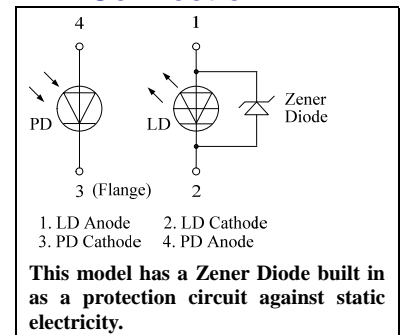 4 1
PD LD Zener
Diode
3 (Flange) 2
1. LD Anode 2. LD Cathode
3. PD Cathode 4. PD Anode
This model has a Zener Diode built in
as a protection circuit against static
electricity.